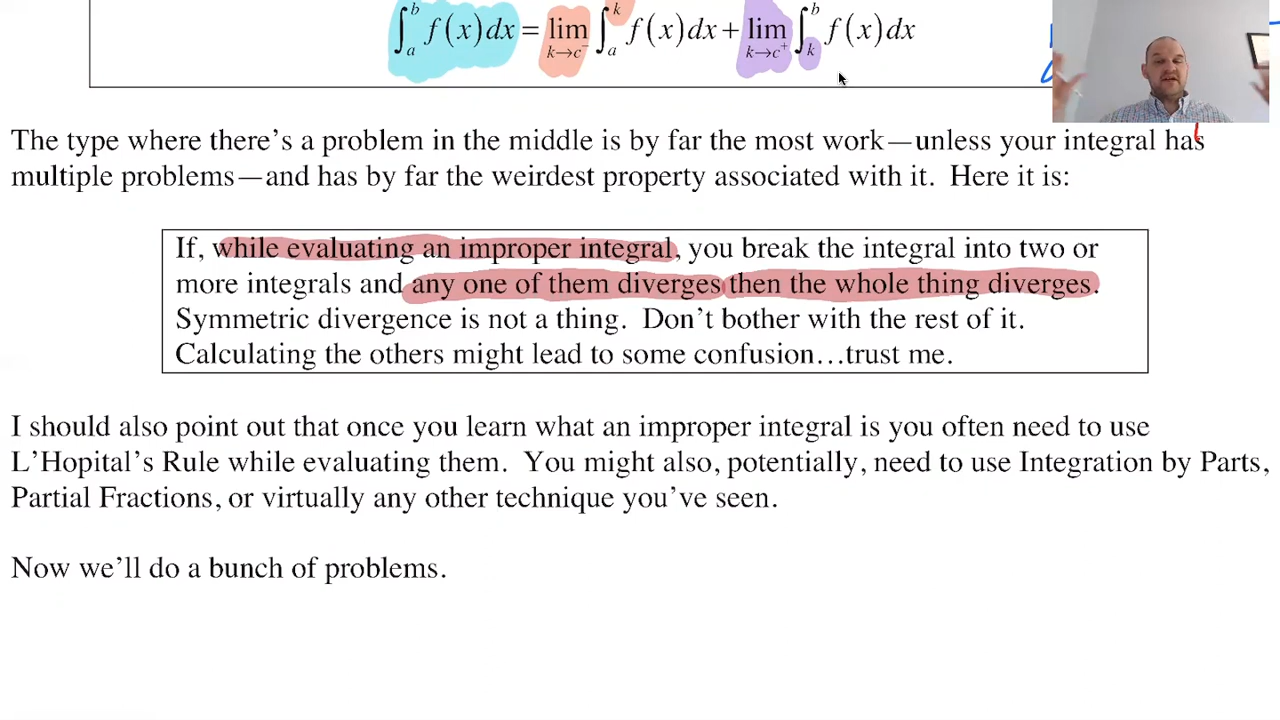 ∫_a^b f(x)dx = lim_{k→c⁻} ∫_a^k f(x)dx + lim_{k→c⁺} ∫_k^b f(x)dx
The type where there’s a problem in the middle is by far the most work—unless your integral has
multiple problems—and has by far the weirdest property associated with it.  Here it is:
If, while evaluating an improper integral, you break the integral into two or
more integrals and any one of them diverges then the whole thing diverges.
Symmetric divergence is not a thing.  Don’t bother with the rest of it.
Calculating the others might lead to some confusion…trust me.
I should also point out that once you learn what an improper integral is you often need to use
L’Hopital’s Rule while evaluating them.  You might also, potentially, need to use Integration by Parts,
Partial Fractions, or virtually any other technique you’ve seen.
Now we’ll do a bunch of problems.